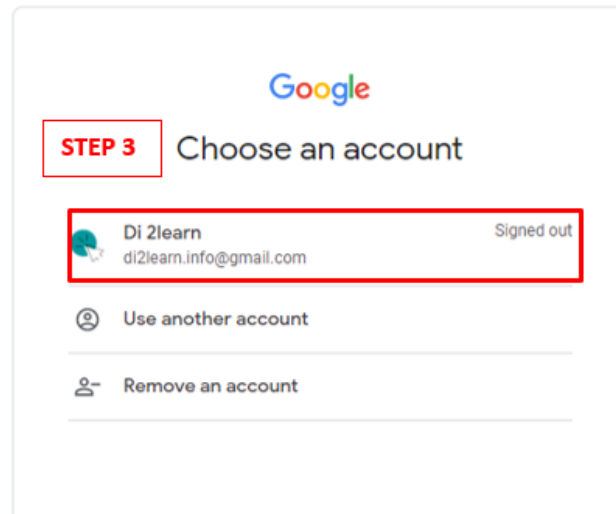 Google
STEP 3
Choose an account
Di 2learn
Signed out
di2learn.info@gmail.com
Use another account
Remove an account